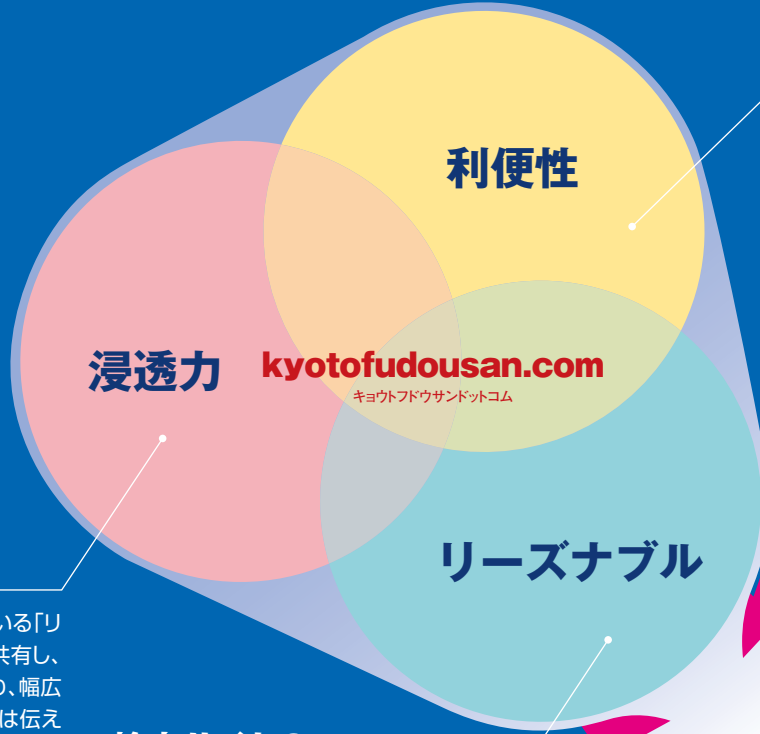 利便性
浸透力
kyotofudousan.com
キョウトフドウサンドットコム
リーズナブル
いる「リ
共有し、
り、幅広
は伝え